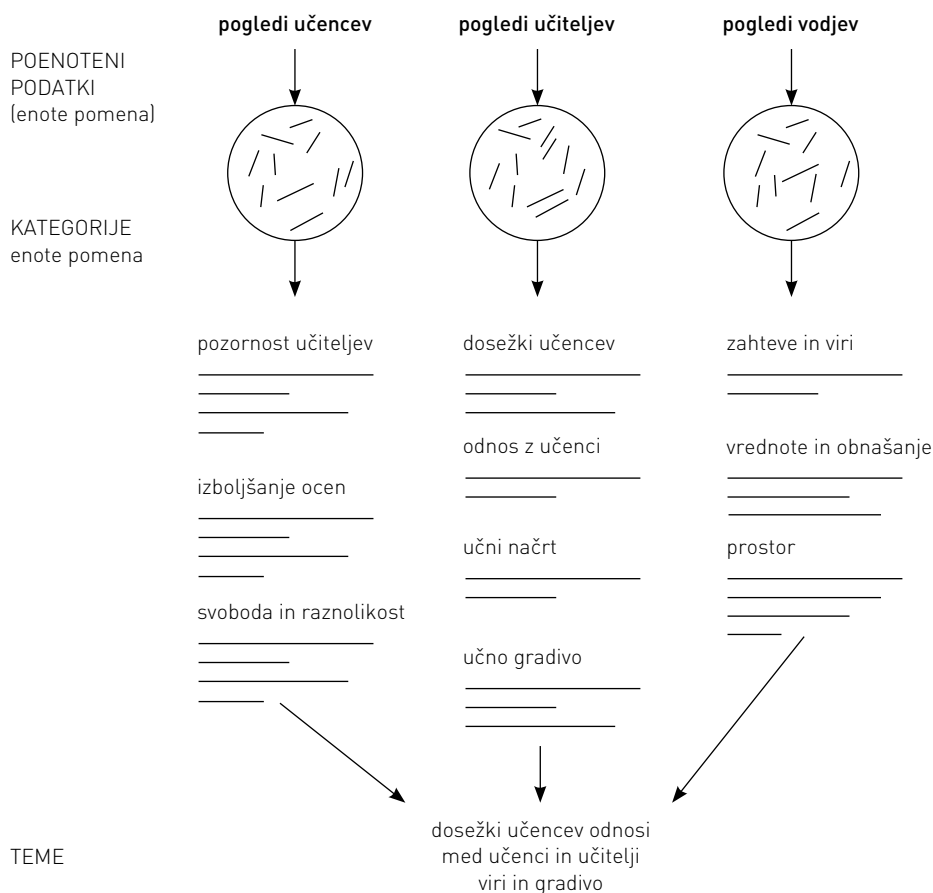 pogledi učencev
pogledi učiteljev
pogledi vodjev
POENOTENI
PODATKI
(enote pomena)
KATEGORIJE
enote pomena
pozornost učiteljev
dosežki učencev
zahteve in viri
odnos z učenci
vrednote in obnašanje
izboljšanje ocen
učni načrt
prostor
svoboda in raznolikost
učno gradivo
TEME
dosežki učencev odnosi
med učenci in učitelji
viri in gradivo